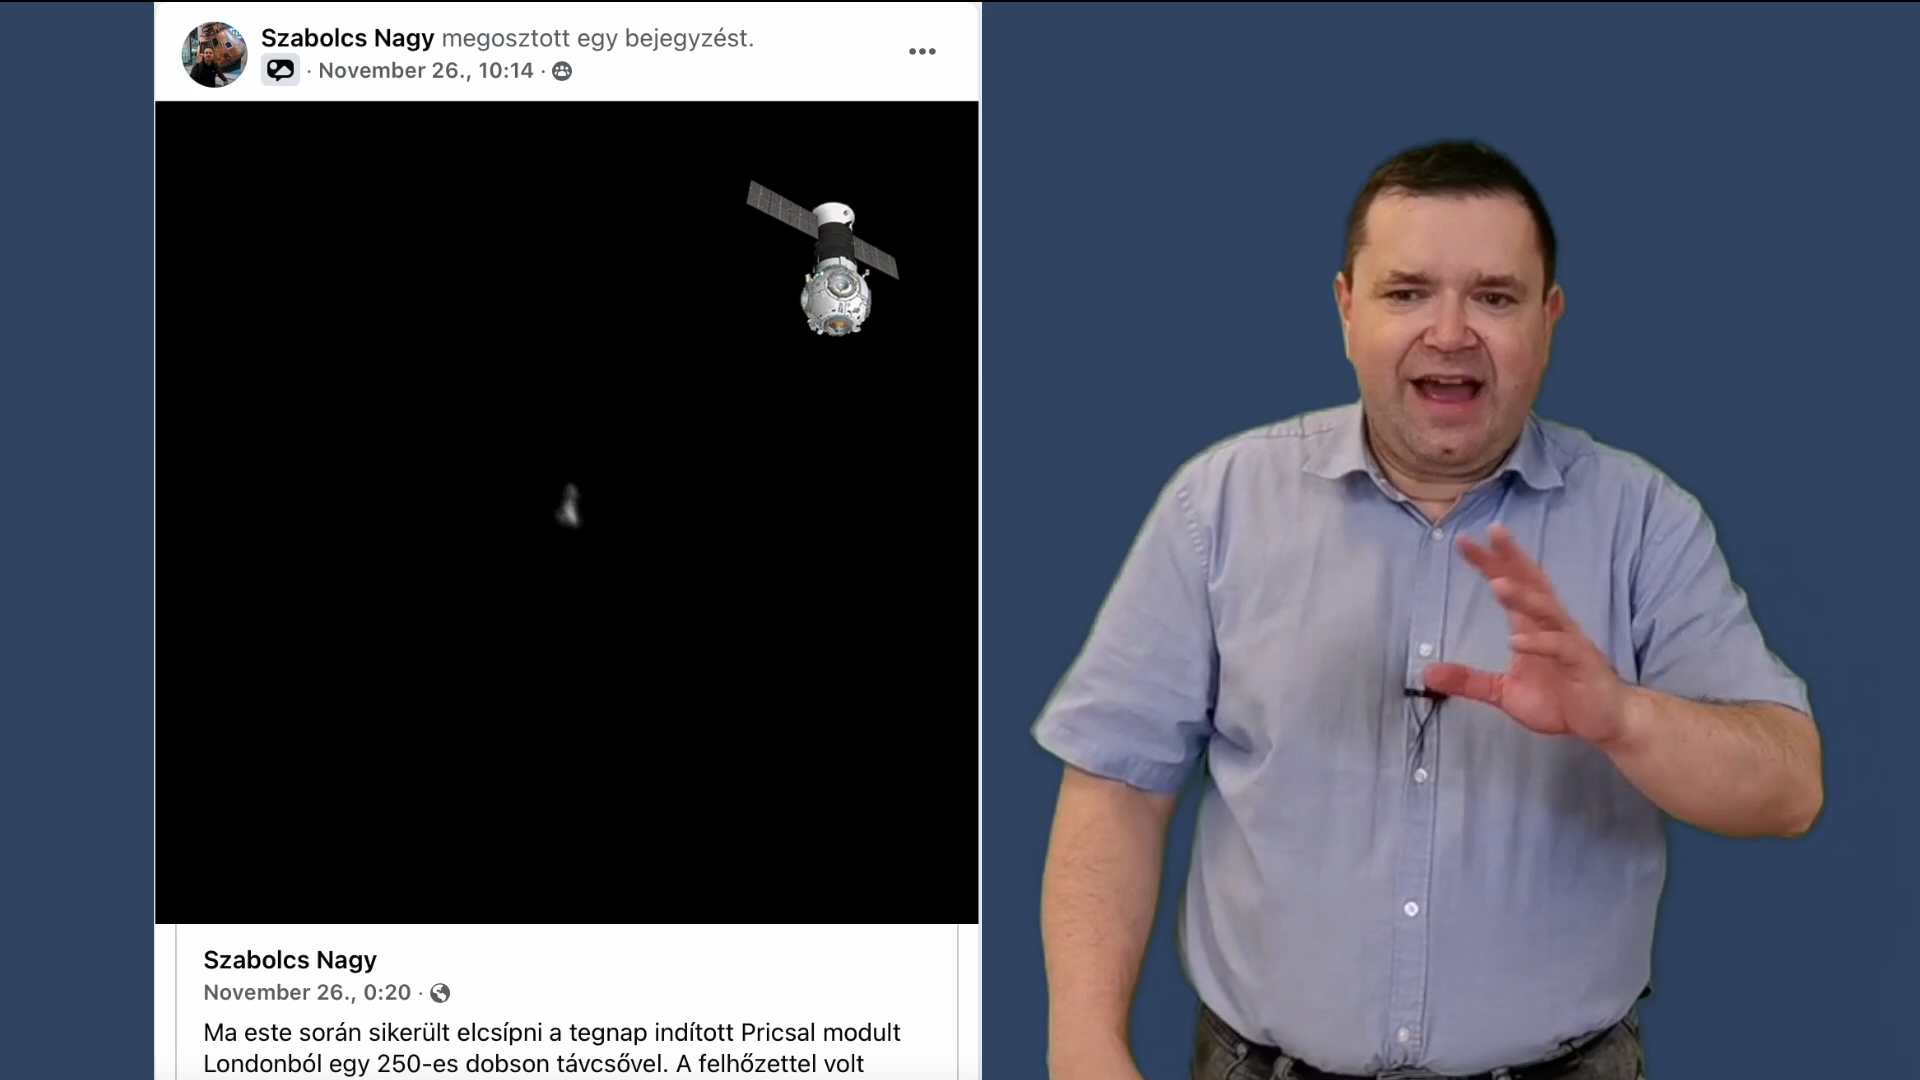 Szabolcs Nagy megosztott egy bejegyzést.
· November 26., 10:14 ·
Szabolcs Nagy
November 26., 0:20 ·
Ma este során sikerült elcsípni a tegnap indított Pricsal modult
Londonból egy 250-es dobson távcsővel. A felhőzettel volt